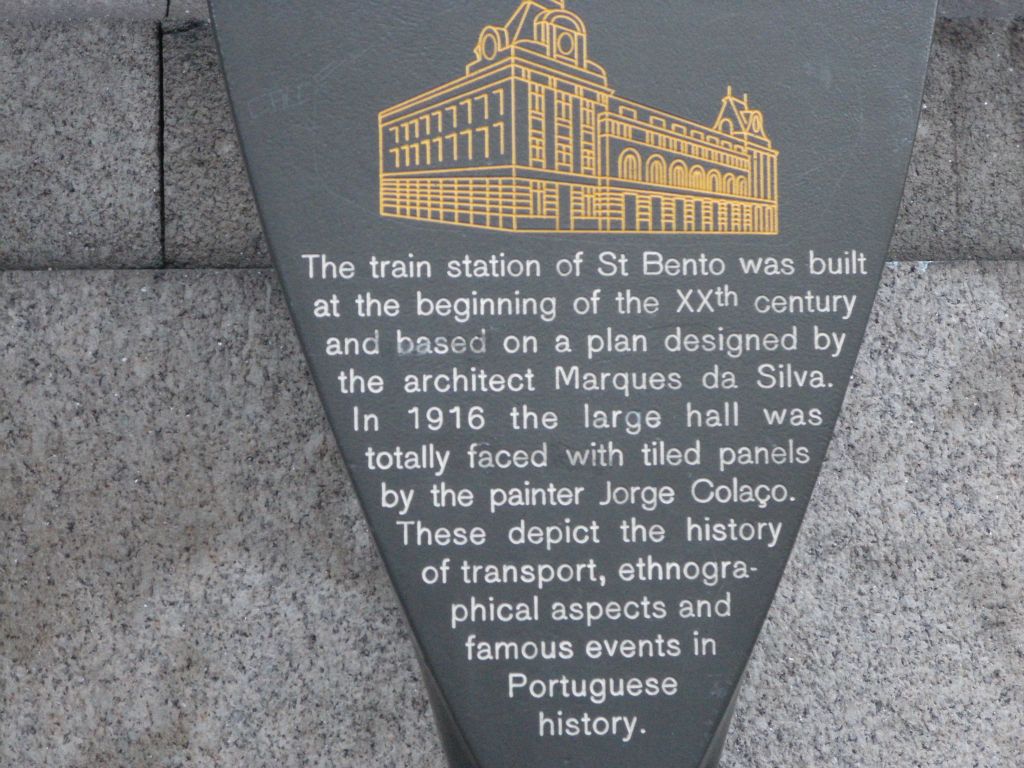 The train station of St Bento was built
at the beginning of the XXth century
and based on a plan designed by
the architect Marques da Silva.
In 1916 the large hall was
totally faced with tiled panels
by the painter Jorge Colaço.
These depict the history
of transport, ethnogra-
phical aspects and
famous events in
Portuguese
history.